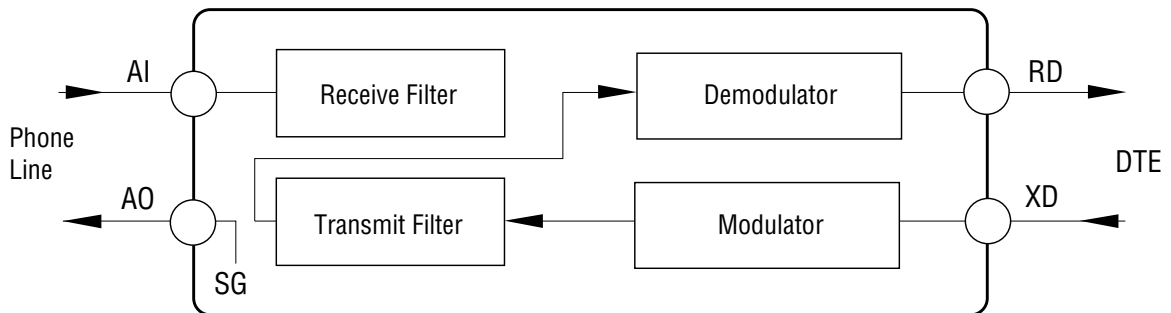 AI
Receive Filter
Demodulator
RD
Phone
Line
DTE
AO
Transmit Filter
Modulator
XD
SG